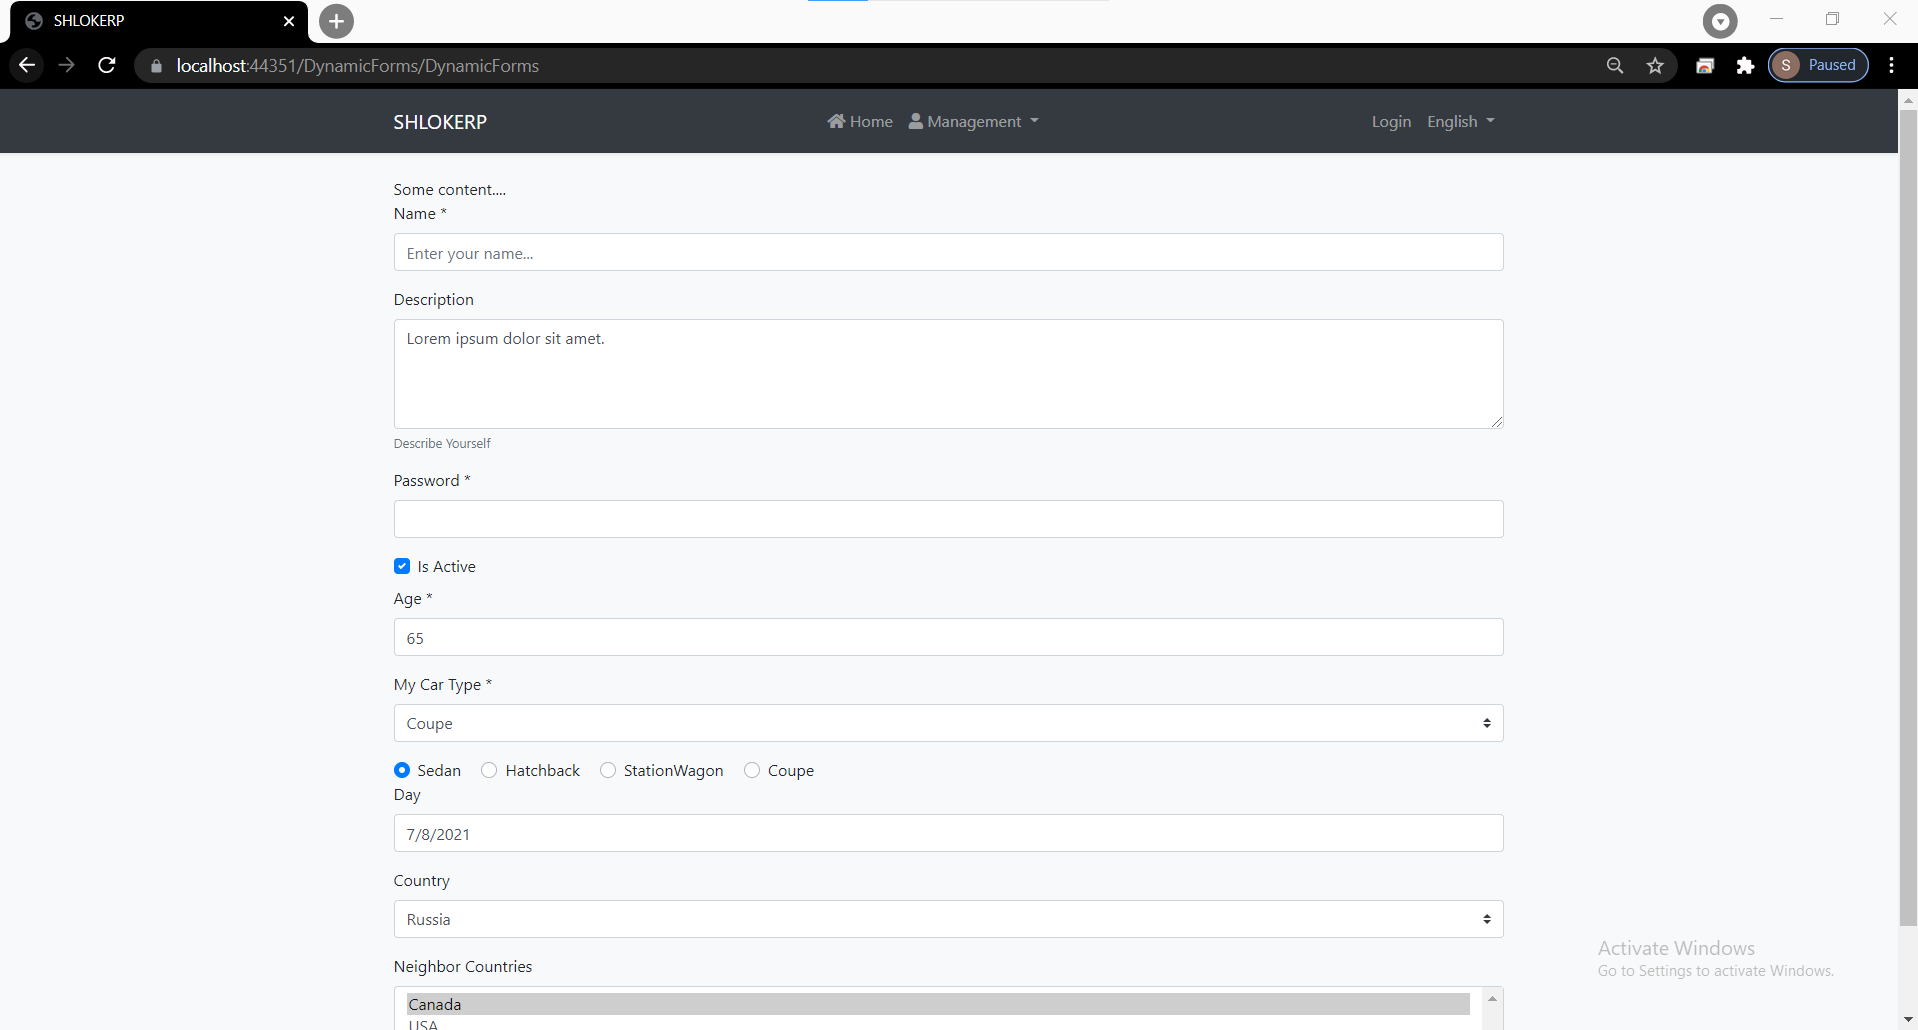 SHLOKERP
localhost:44351/DynamicForms/DynamicForms
S Paused
SHLOKERP Home Management Login English
Some content....
Name *
Enter your name...
Description
Lorem ipsum dolor sit amet.
Describe Yourself
Password *
Is Active
Age *
65
My Car Type *
Coupe
Sedan Hatchback StationWagon Coupe
Day
7/8/2021
Country
Russia
Neighbor Countries
Canada
USA
Activate Windows
Go to Settings to activate Windows.